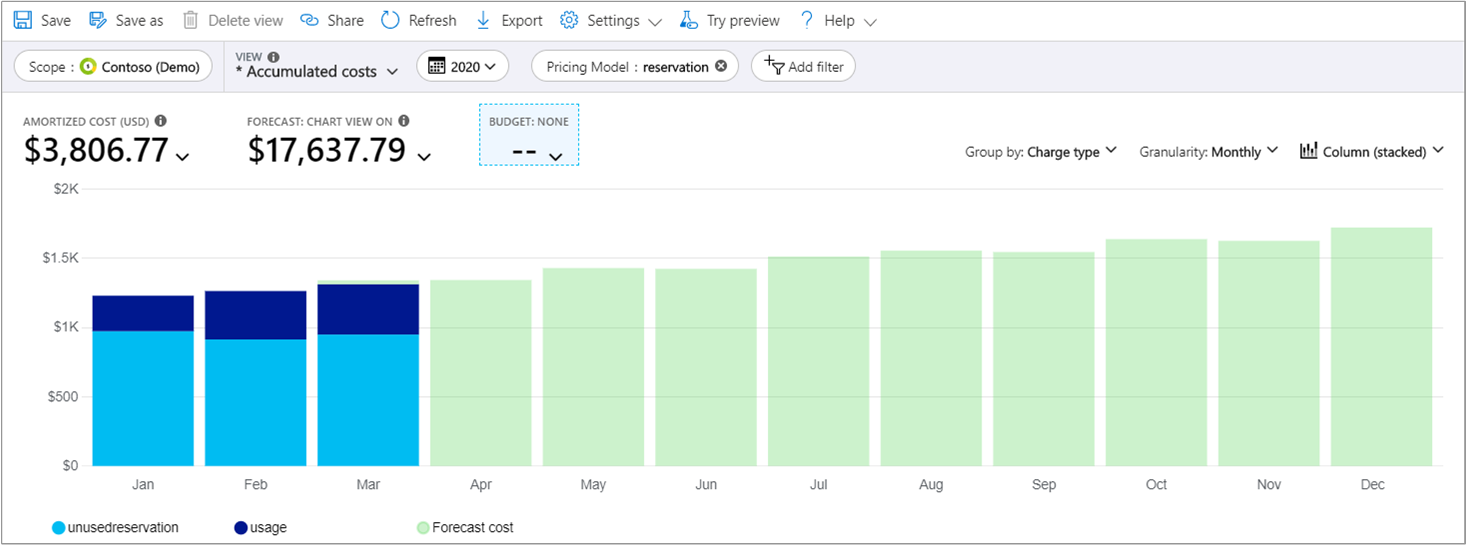 Save Save as Delete view Share Refresh Export Settings Try preview ? Help
Scope : Contoso (Demo) VIEW i
* Accumulated costs 2020 Pricing Model : reservation Add filter
AMORTIZED COST (USD) i FORECAST: CHART VIEW ON i BUDGET: NONE
$3,806.77 $17,637.79 --
Group by: Charge type Granularity: Monthly Column (stacked)
$2K
$1.5K
$1K
$500
$0
Jan Feb Mar Apr May Jun Jul Aug Sep Oct Nov Dec
unusedreservation usage Forecast cost